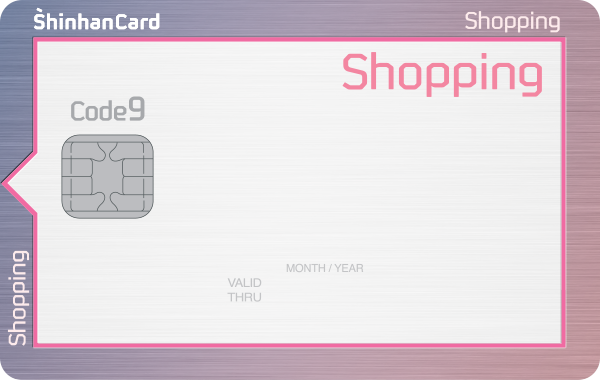 ShinhanCard
Shopping
Shopping
Code9
MONTH / YEAR
VALID
THRU
Shopping